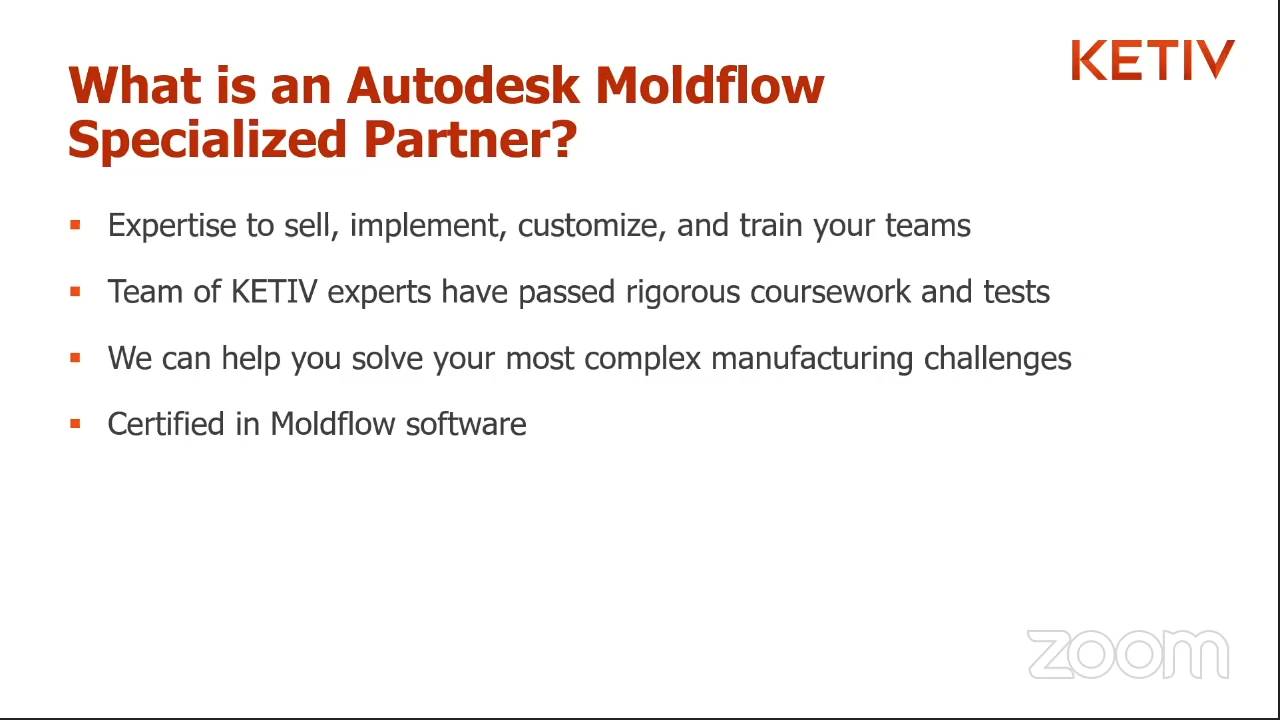 KETIV
What is an Autodesk Moldflow
Specialized Partner?
Expertise to sell, implement, customize, and train your teams
Team of KETIV experts have passed rigorous coursework and tests
We can help you solve your most complex manufacturing challenges
Certified in Moldflow software
zoom